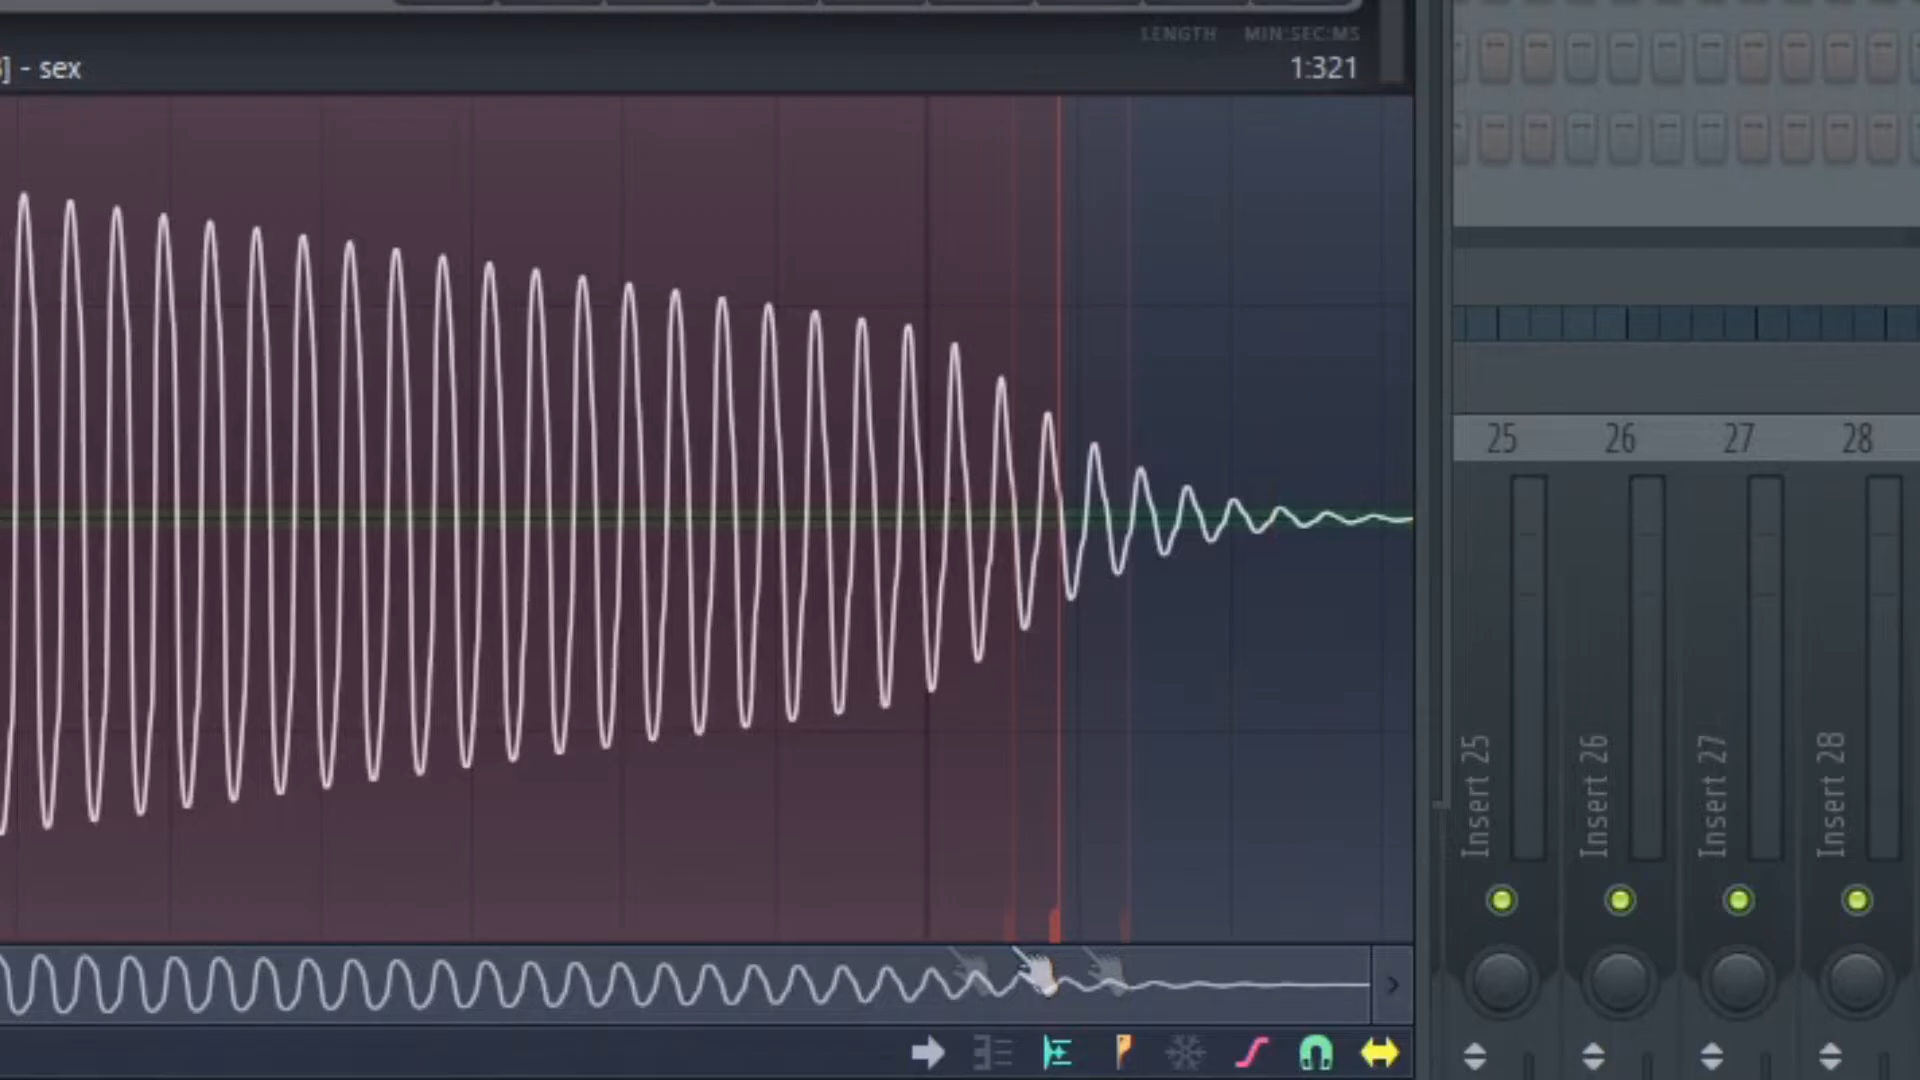 LENGTH MIN:SEC:MS
] - sex
1:321
25 26 27 28
Insert 25
Insert 26
Insert 27
Insert 28